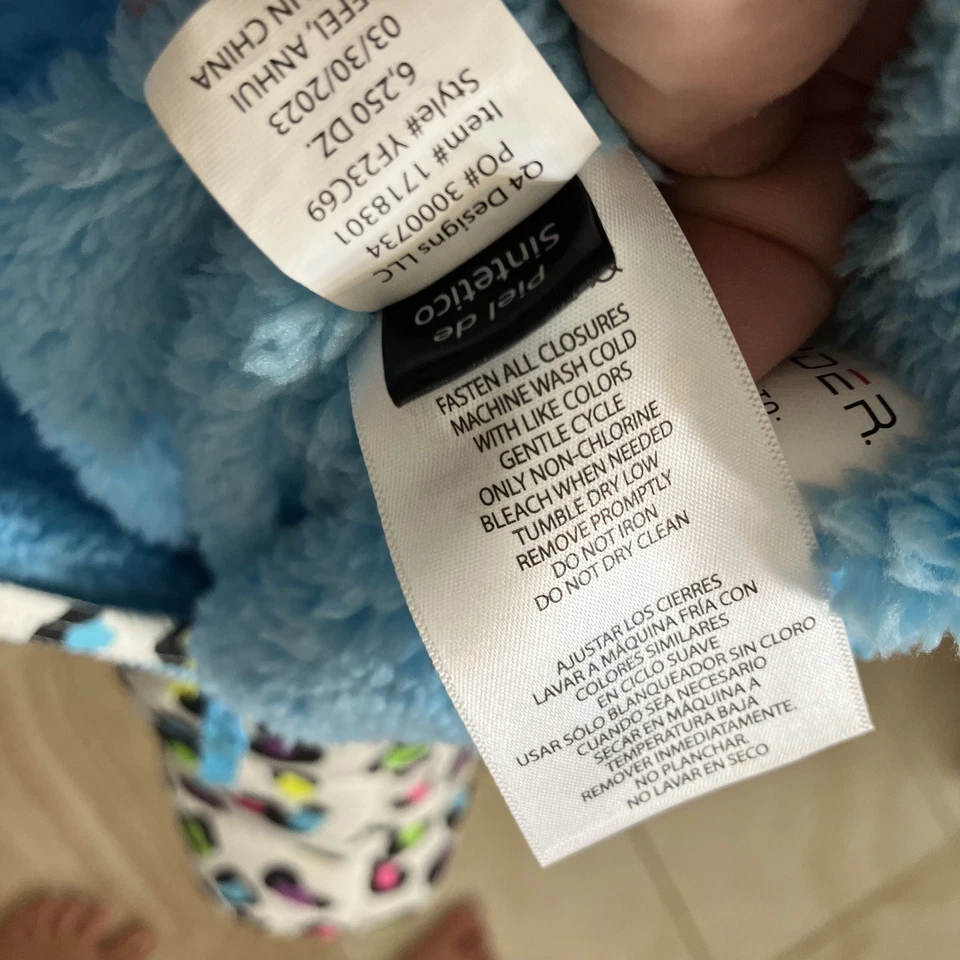 Q4 Designs LLC
PO# 3000734
Item# 1718301
Style# YF23C69
6,250 DZ.
03/30/2023
EFEI, ANHUI
IN CHINA
Piel de
Sintetico
FASTEN ALL CLOSURES
MACHINE WASH COLD
WITH LIKE COLORS
GENTLE CYCLE
ONLY NON-CHLORINE
BLEACH WHEN NEEDED
TUMBLE DRY LOW
REMOVE PROMPTLY
DO NOT IRON
DO NOT DRY CLEAN
AJUSTAR LOS CIERRES
LAVAR A MÁQUINA FRÍA CON
COLORES SIMILARES
EN CICLO SUAVE
USAR SÓLO BLANQUEADOR SIN CLORO
CUANDO SEA NECESARIO
SECAR EN MÁQUINA A
TEMPERATURA BAJA
REMOVER INMEDIATAMENTE.
NO PLANCHAR.
NO LAVAR EN SECO
DER.